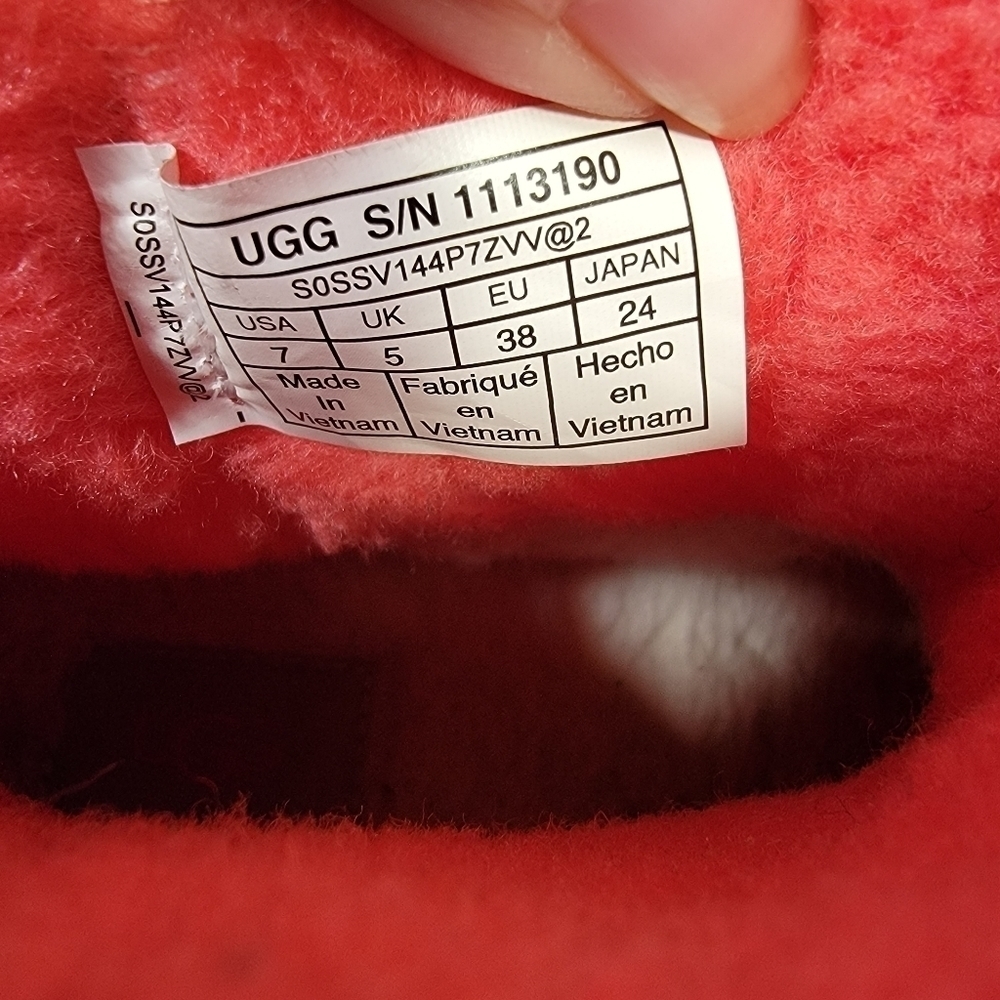 UGG S/N 1113190
S0SSV144P7ZVV@2
USA UK EU JAPAN
7 5 38 24
Made In Vietnam
Fabriqué en Vietnam
Hecho en Vietnam
S0SSV144P7ZVV@2